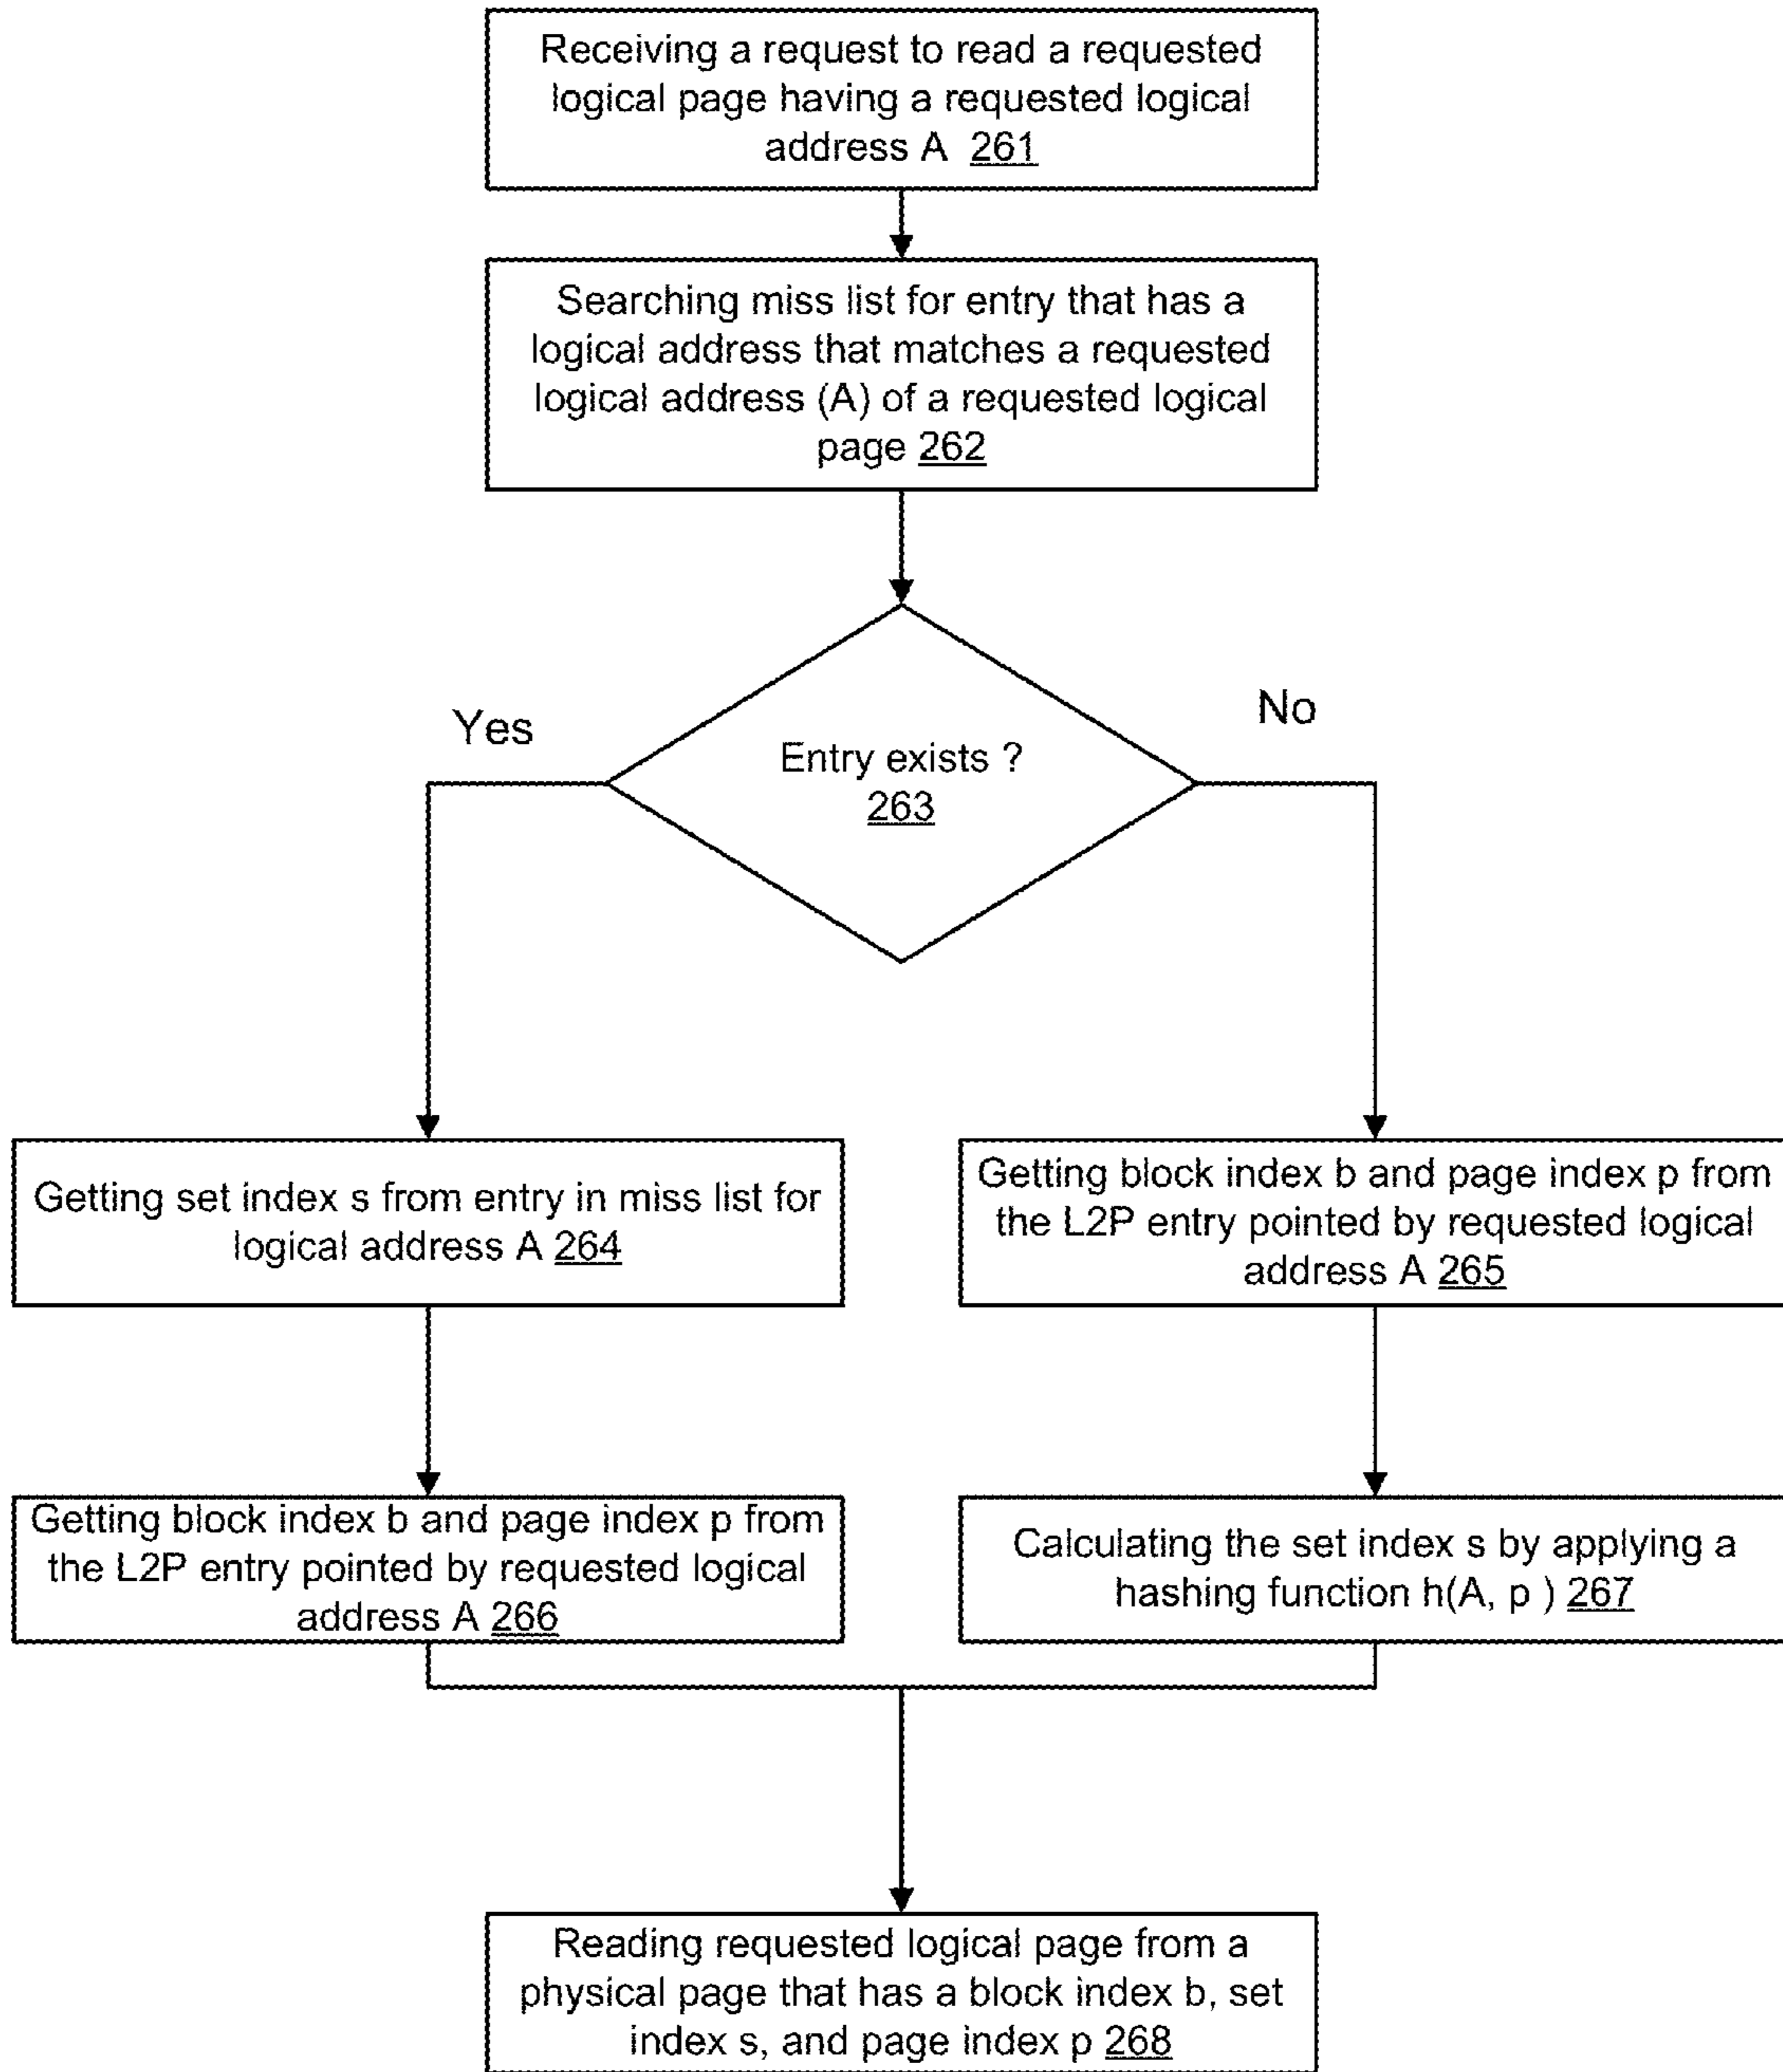 Receiving a request to read a requested
logical page having a requested logical
address A 261
Searching miss list for entry that has a
logical address that matches a requested
logical address (A) of a requested logical
page 262
Yes
No
Entry exists ?
263
Getting set index s from entry in miss list for
logical address A 264
Getting block index b and page index p from
the L2P entry pointed by requested logical
address A 265
Getting block index b and page index p from
the L2P entry pointed by requested logical
address A 266
Calculating the set index s by applying a
hashing function h(A, p ) 267
Reading requested logical page from a
physical page that has a block index b, set
index s, and page index p 268